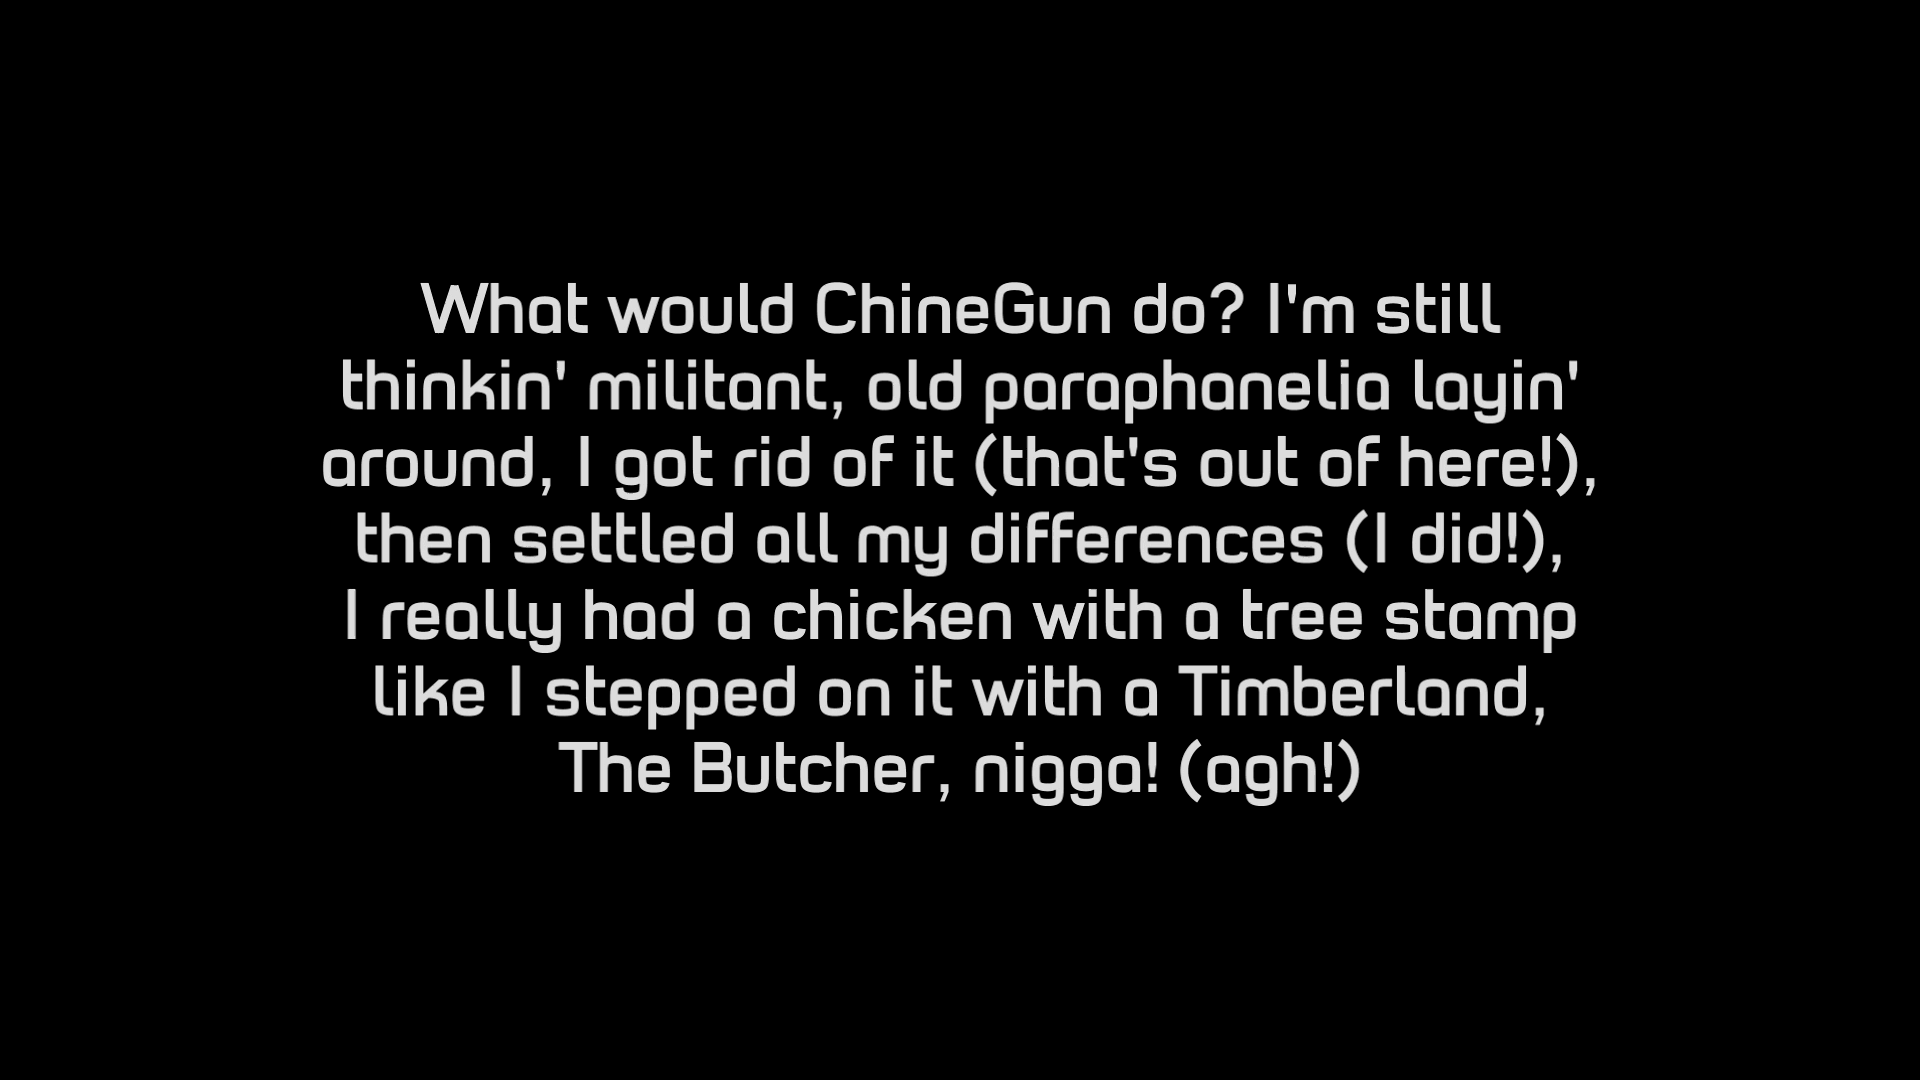 What would ChineGun do? I'm still
thinkin' militant, old paraphanelia layin'
around, I got rid of it (that's out of here!),
then settled all my differences (I did!),
I really had a chicken with a tree stamp
like I stepped on it with a Timberland,
The Butcher, nigga! (agh!)